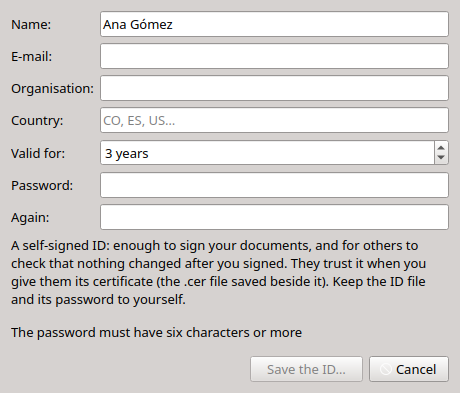 Name: Ana Gómez
E-mail:
Organisation:
Country: CO, ES, US...
Valid for: 3 years
Password:
Again:
A self-signed ID: enough to sign your documents, and for others to
check that nothing changed after you signed. They trust it when you
give them its certificate (the .cer file saved beside it). Keep the ID file
and its password to yourself.
The password must have six characters or more
Save the ID... Cancel